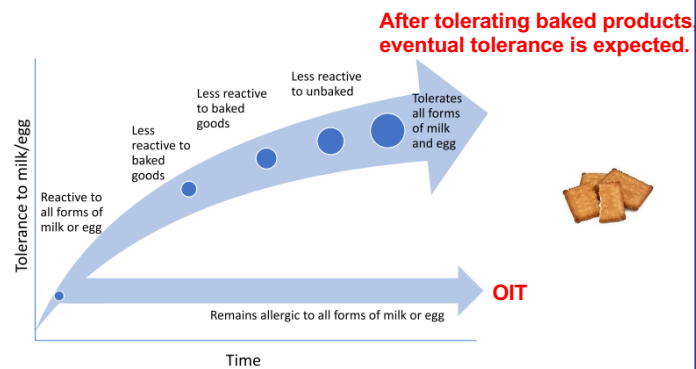 After tolerating baked products,
eventual tolerance is expected.
Less reactive
to unbaked
Less reactive
to baked
goods
Tolerates
all forms
of milk
and egg
Less
reactive to
baked
goods
Reactive to
all forms of
milk or egg
Tolerance to milk/egg
OIT
Remains allergic to all forms of milk or egg
Time